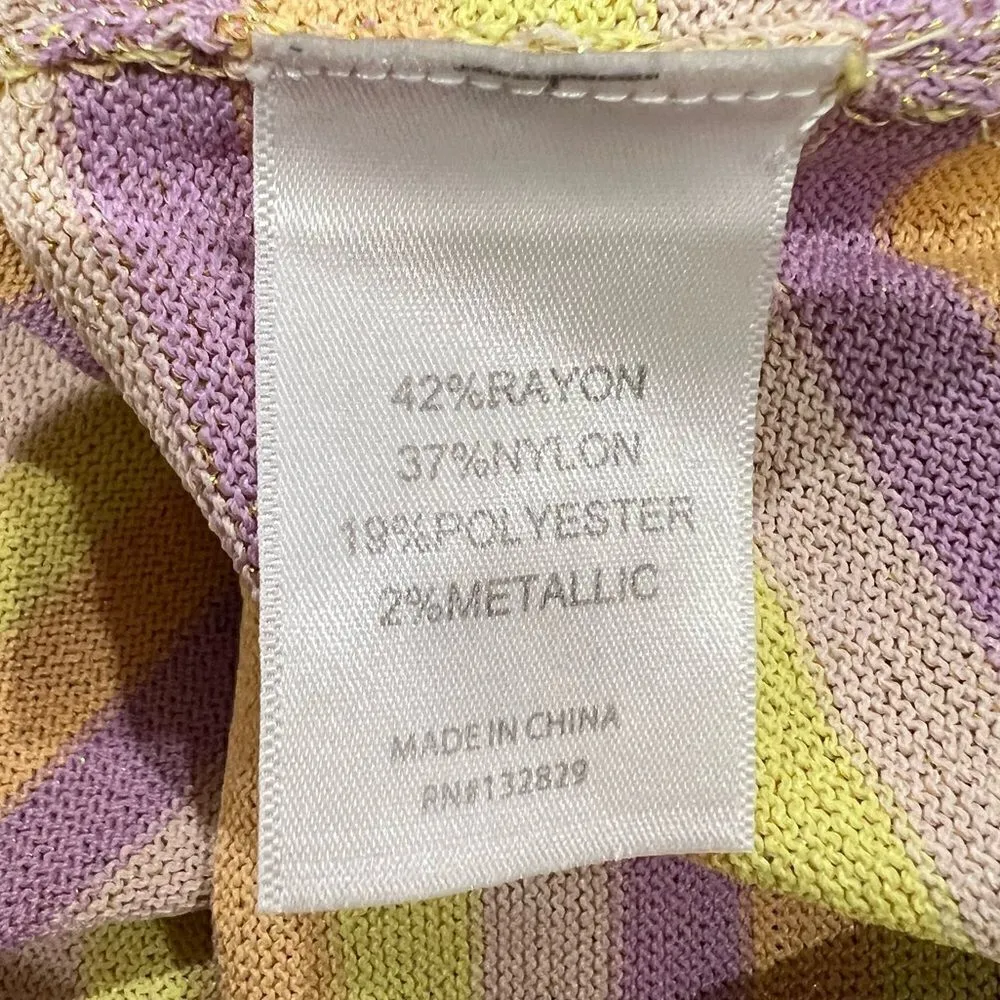 42%RAYON
37%NYLON
19%POLYESTER
2%METALLIC
MADE IN CHINA
RN#132829